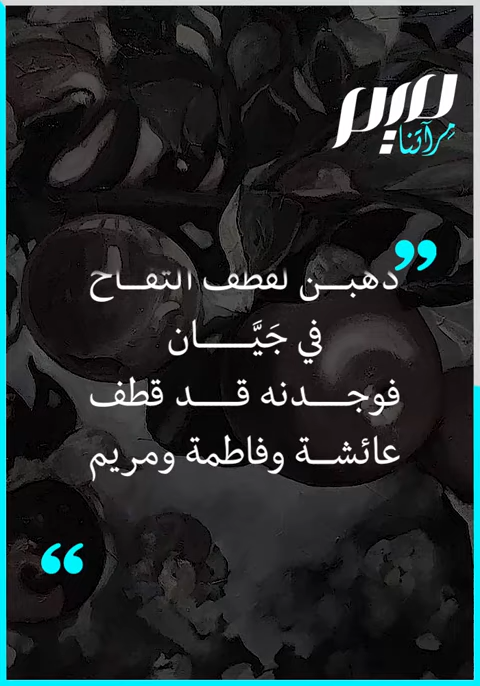 مرآتنا
ذهبن لقطف التفاح
في جَيَّان
فوجدنه قد قطف
عائشة وفاطمة ومريم